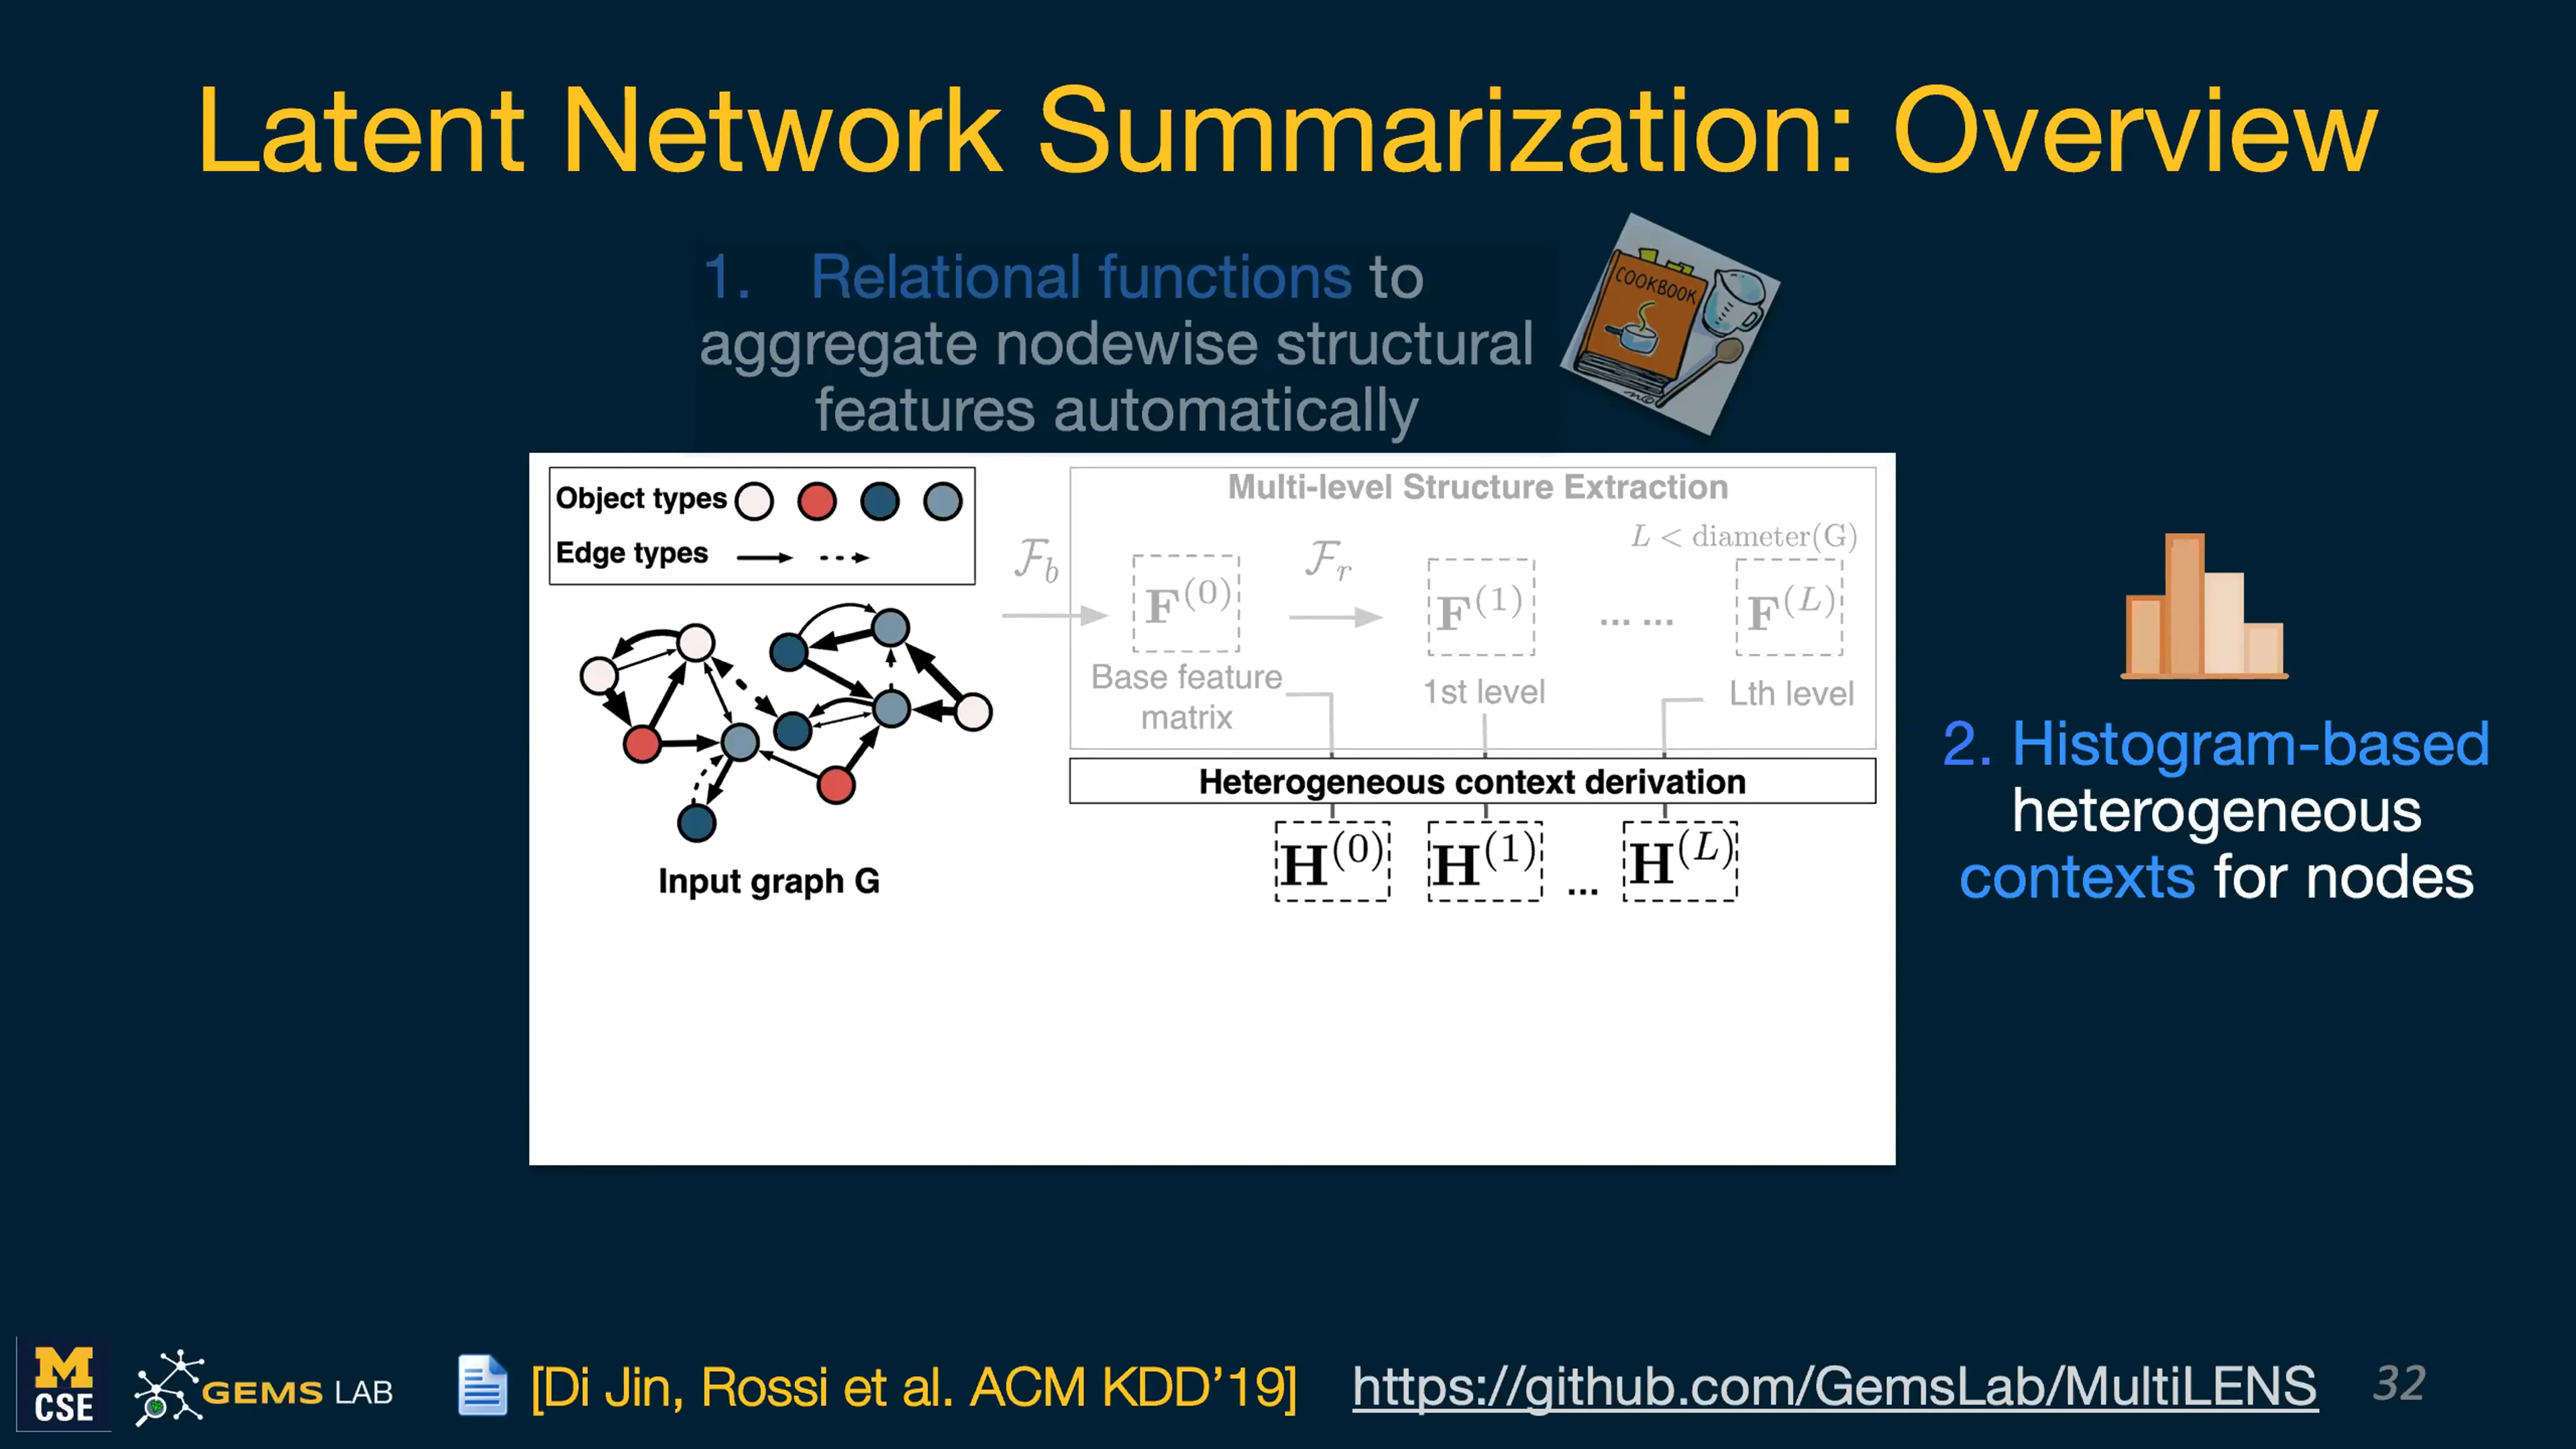 Latent Network Summarization: Overview
1. Relational functions to
aggregate nodewise structural
features automatically
COOKBOOK
Object types
Edge types
Input graph G
Multi-level Structure Extraction
L < diameter(G)
𝓕b
F(0)
𝓕r
F(1)
... ...
F(L)
Base feature
matrix
1st level
Lth level
Heterogeneous context derivation
H(0) H(1) ... H(L)
2. Histogram-based
heterogeneous
contexts for nodes
M
CSE
GEMS LAB
[Di Jin, Rossi et al. ACM KDD’19]
https://github.com/GemsLab/MultiLENS
32